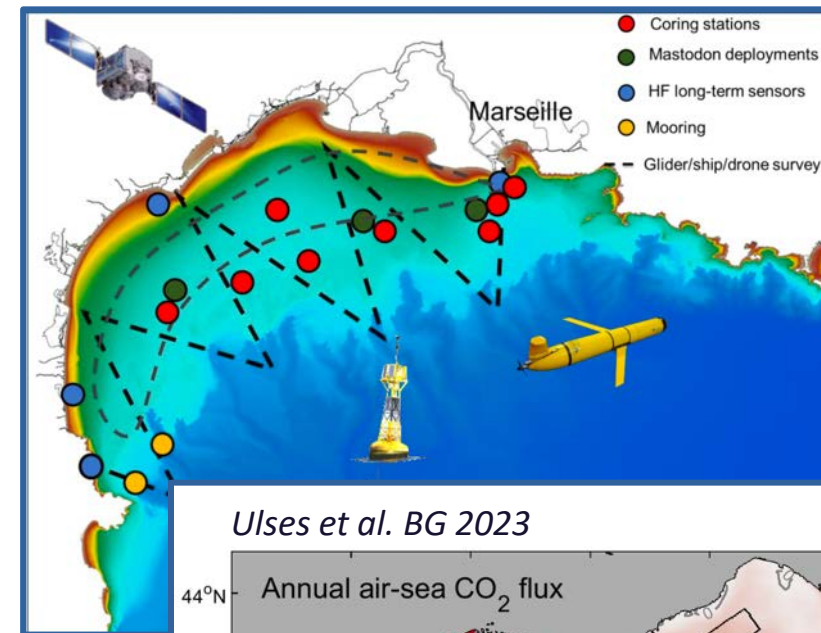 Coring stations
Mastodon deployments
HF long-term sensors
Mooring
Glider/ship/drone survey
Marseille
Ulses et al. BG 2023
44°N
Annual air-sea CO₂ flux